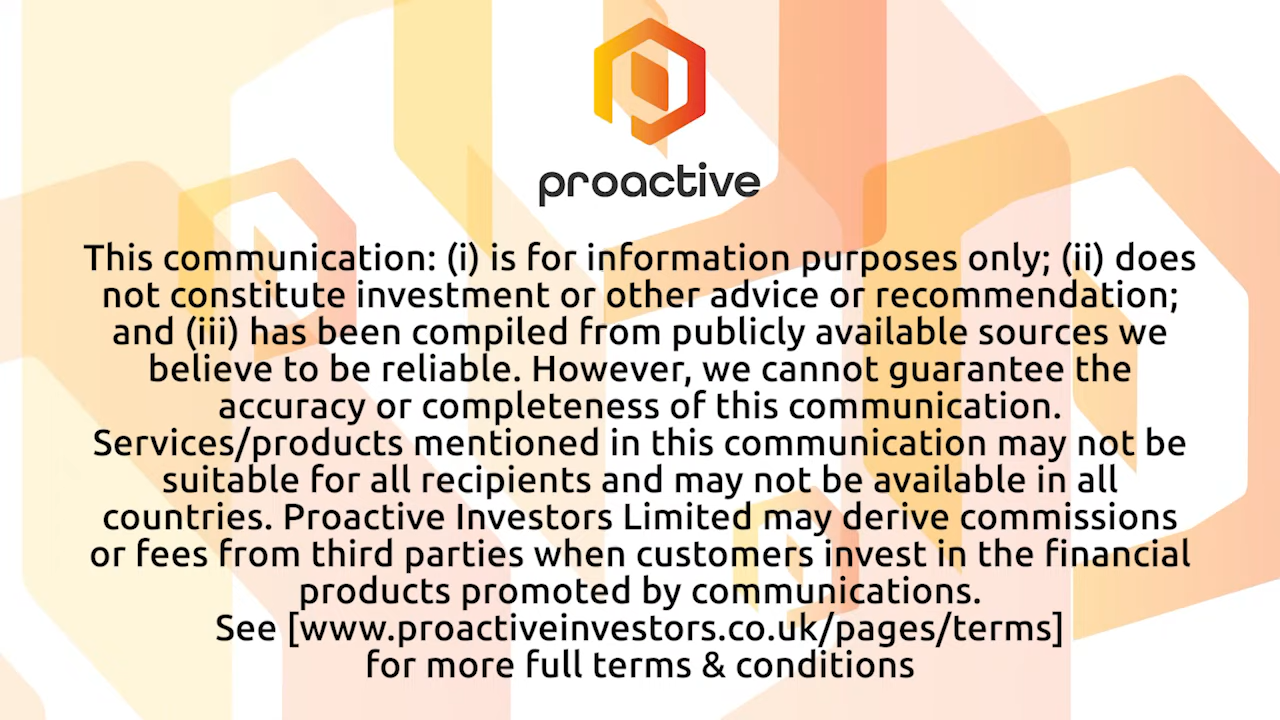 proactive
This communication: (i) is for information purposes only; (ii) does
not constitute investment or other advice or recommendation;
and (iii) has been compiled from publicly available sources we
believe to be reliable. However, we cannot guarantee the
accuracy or completeness of this communication.
Services/products mentioned in this communication may not be
suitable for all recipients and may not be available in all
countries. Proactive Investors Limited may derive commissions
or fees from third parties when customers invest in the financial
products promoted by communications.
See [www.proactiveinvestors.co.uk/pages/terms]
for more full terms & conditions